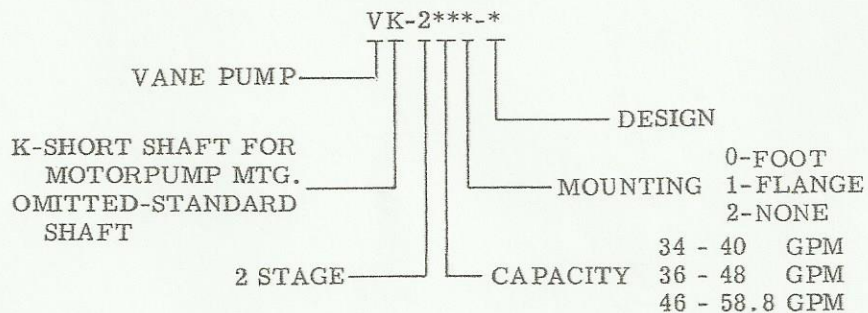 VK-2***-*
VANE PUMP
DESIGN
K-SHORT SHAFT FOR
MOTORPUMP MTG.
OMITTED-STANDARD
SHAFT
MOUNTING
0-FOOT
1-FLANGE
2-NONE
2 STAGE
CAPACITY
34 - 40 GPM
36 - 48 GPM
46 - 58.8 GPM